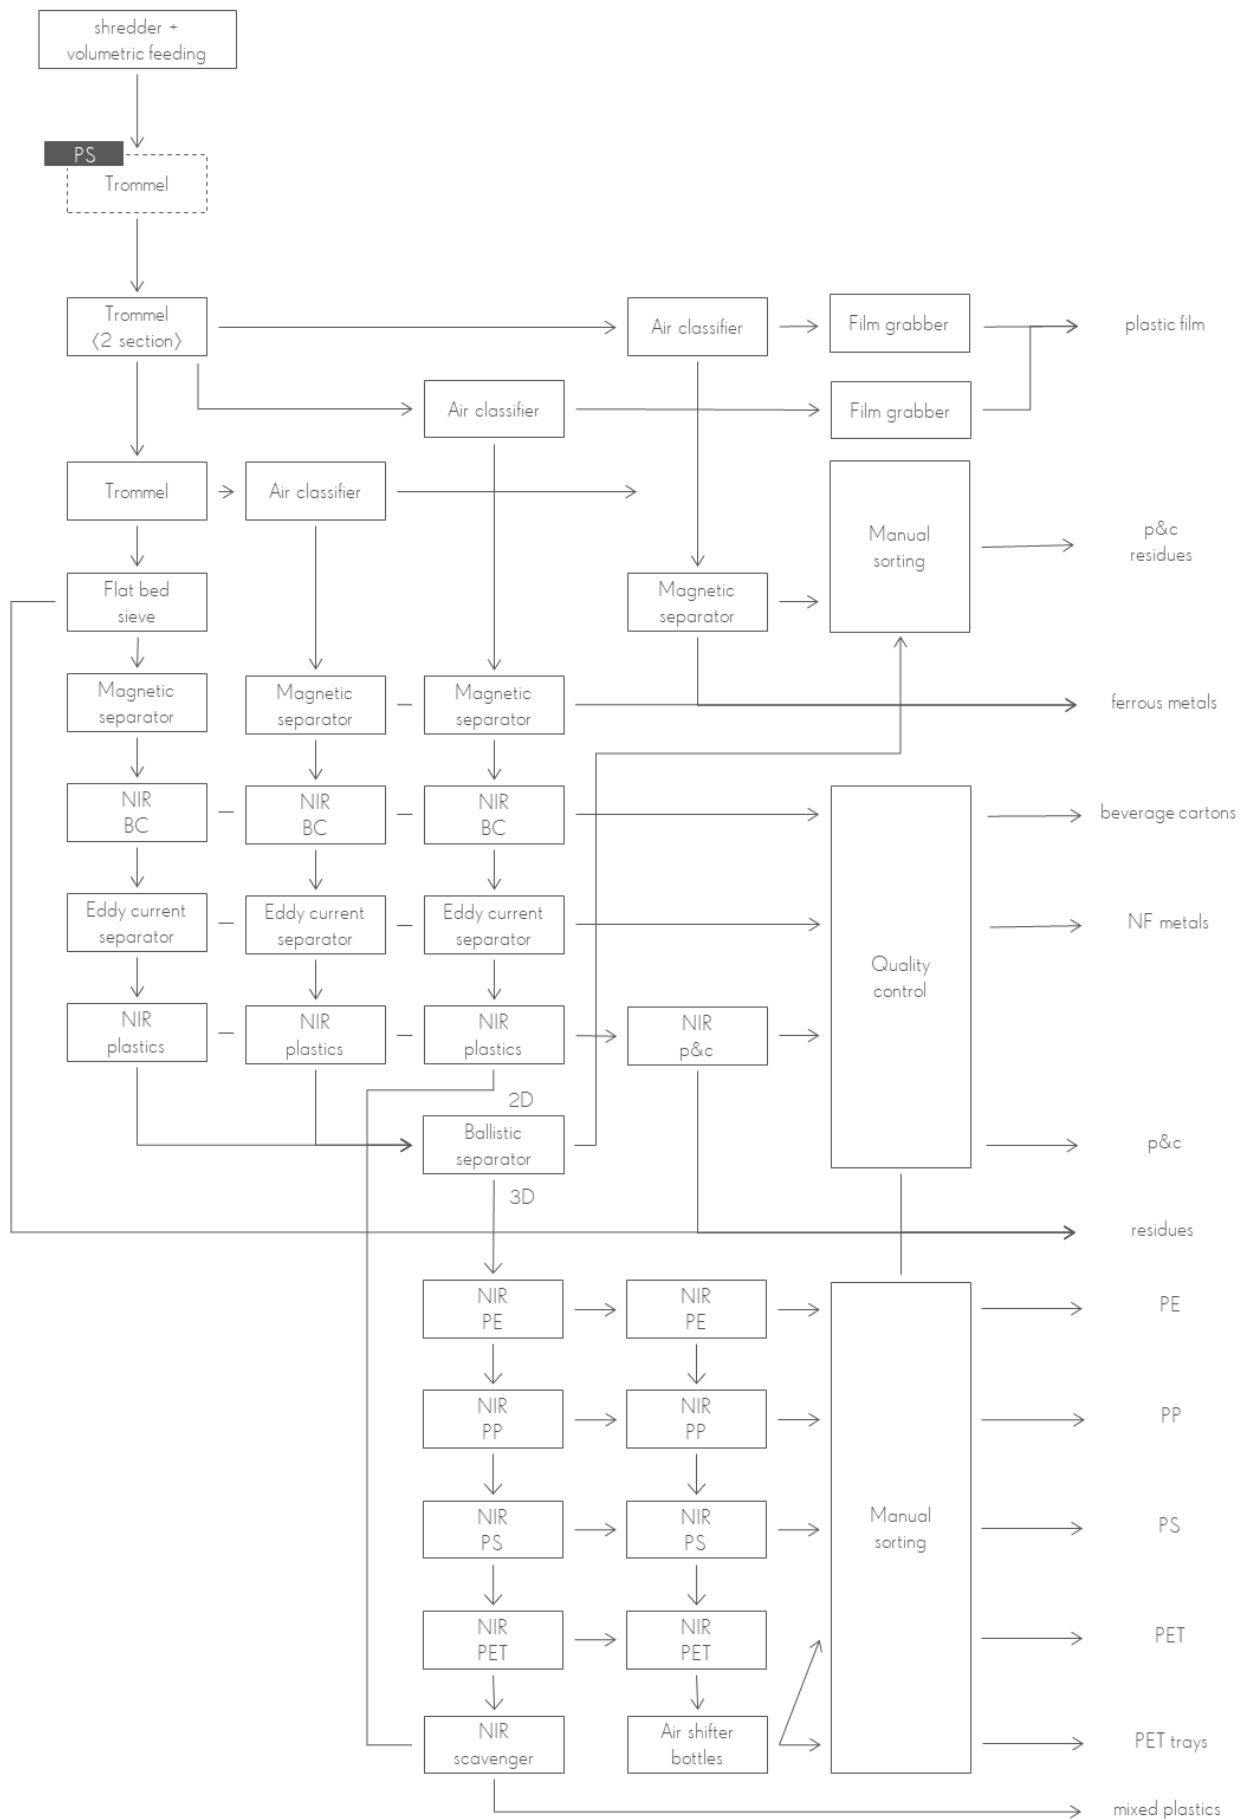 shredder +
volumetric feeding
PS
Trommel
Trommel
(2 section)
Air classifier
Film grabber
plastic film
Air classifier
Film grabber
Trommel
Air classifier
Manual
sorting
p&c
residues
Flat bed
sieve
Magnetic
separator
Magnetic
separator
Magnetic
separator
Magnetic
separator
ferrous metals
NIR
BC
NIR
BC
NIR
BC
beverage cartons
Eddy current
separator
Eddy current
separator
Eddy current
separator
NF metals
Quality
control
NIR
plastics
NIR
plastics
NIR
plastics
NIR
p&c
2D
Ballistic
separator
p&c
3D
residues
NIR
PE
NIR
PE
PE
NIR
PP
NIR
PP
PP
NIR
PS
NIR
PS
Manual
sorting
PS
NIR
PET
NIR
PET
PET
NIR
scavenger
Air shifter
bottles
PET trays
mixed plastics